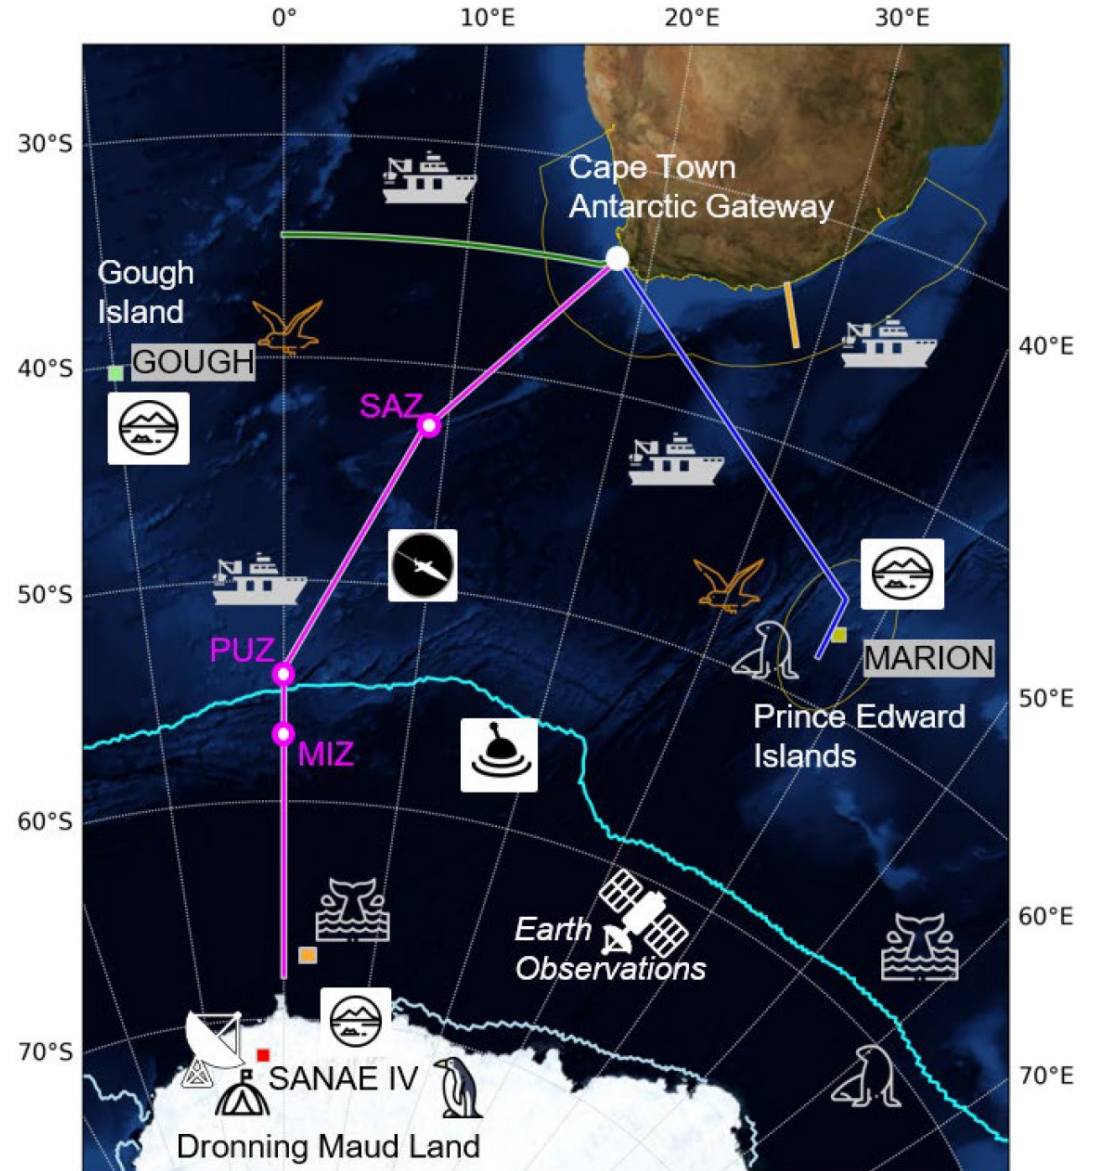 0°
10°E
20°E
30°E
30°S
Cape Town
Antarctic Gateway
Gough
Island
40°E
GOUGH
40°S
SAZ
50°S
PUZ
MARION
50°E
Prince Edward
Islands
MIZ
60°S
60°E
Earth
Observations
70°S
SANAE IV
70°E
Dronning Maud Land